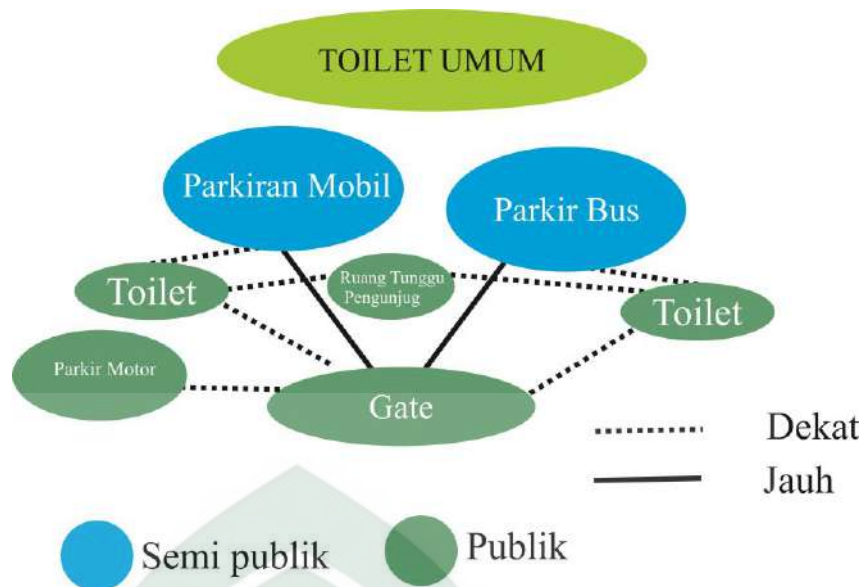 TOILET UMUM
Parkiran Mobil
Parkir Bus
Toilet
Ruang Tunggu
Pengunjug
Toilet
Parkir Motor
Gate
Dekat
Jauh
Semi publik
Publik